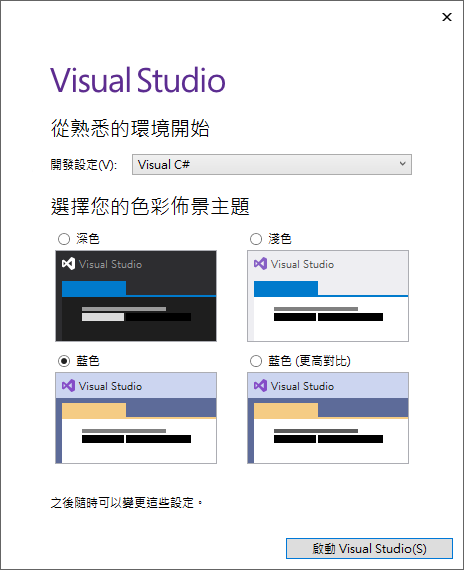 Visual Studio
從熟悉的環境開始
開發設定(V): Visual C#
選擇您的色彩佈景主題
深色 淺色
Visual Studio Visual Studio
藍色 藍色 (更高對比)
Visual Studio Visual Studio
之後隨時可以變更這些設定。
啟動 Visual Studio(S)